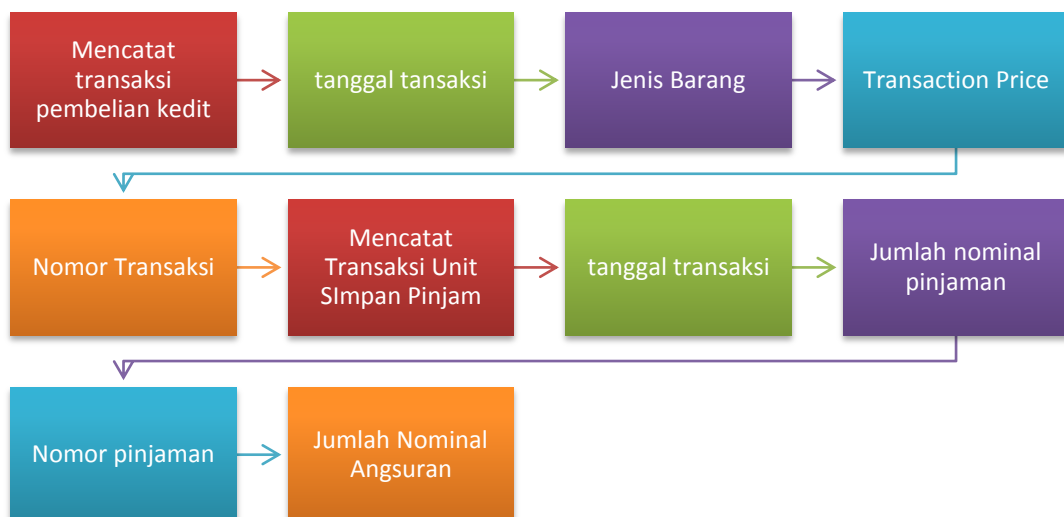 Mencatat
transaksi
pembelian kedit
tanggal tansaksi
Jenis Barang
Transaction Price
Nomor Transaksi
Mencatat
Transaksi Unit
SImpan Pinjam
tanggal transaksi
Jumlah nominal
pinjaman
Nomor pinjaman
Jumlah Nominal
Angsuran